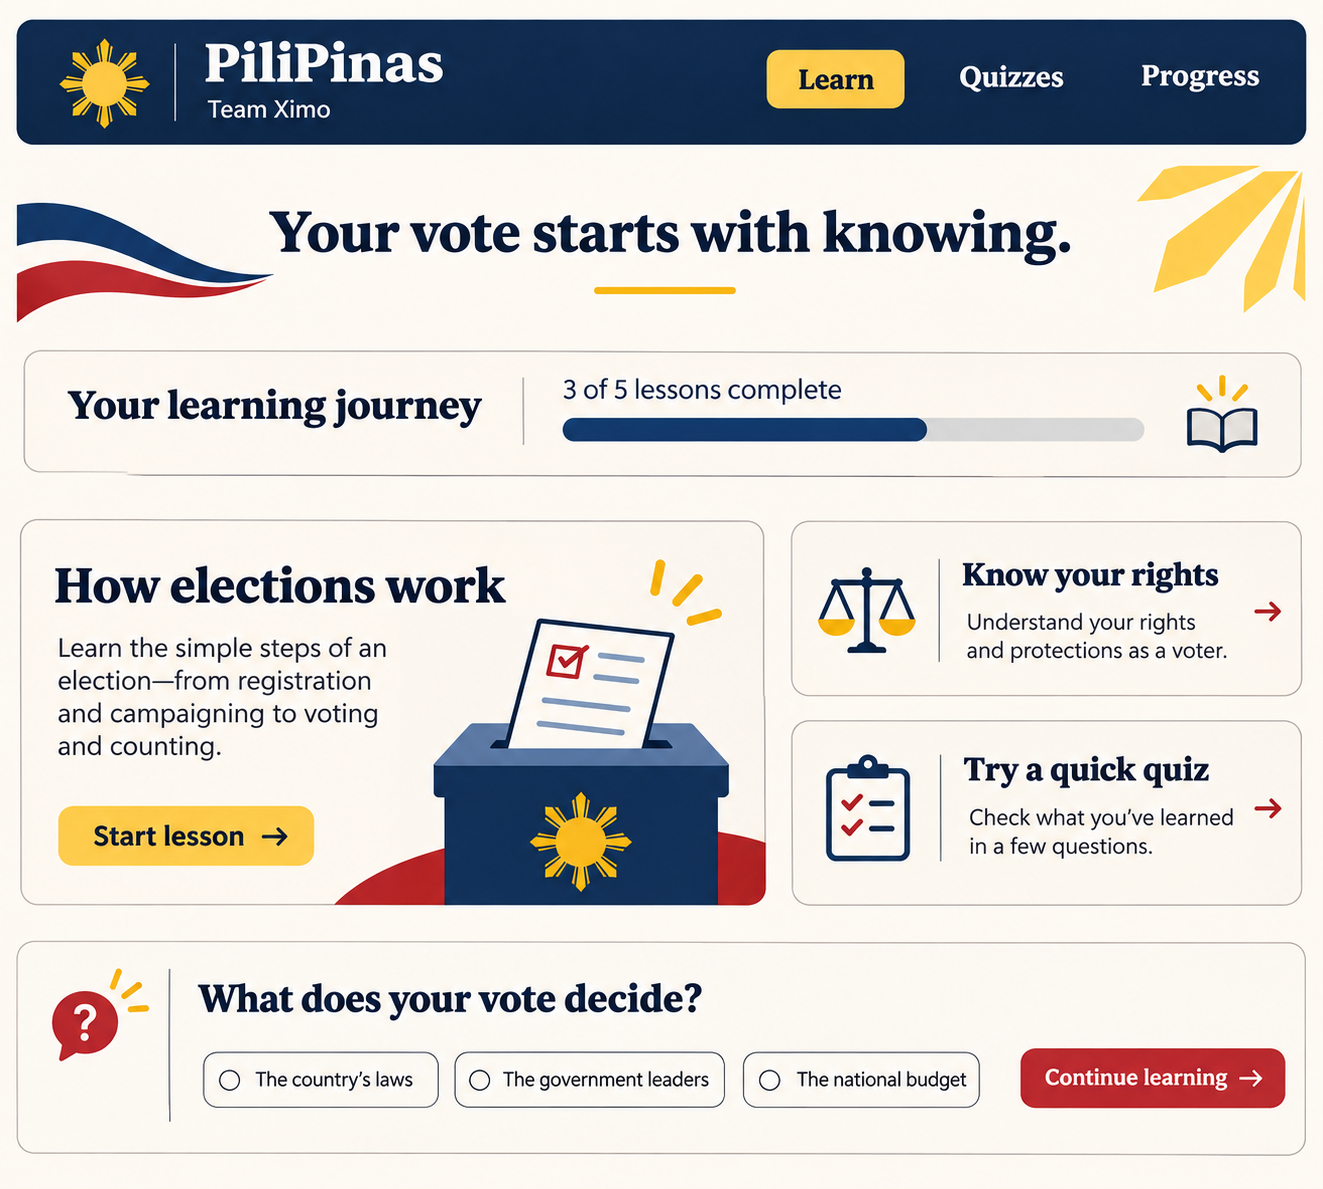 PiliPinas
Team Ximo
Learn
Quizzes
Progress
Your vote starts with knowing.
Your learning journey
3 of 5 lessons complete
How elections work
Learn the simple steps of an
election—from registration
and campaigning to voting
and counting.
Start lesson →
Know your rights
Understand your rights
and protections as a voter.
→
Try a quick quiz
Check what you’ve learned
in a few questions.
→
?
What does your vote decide?
The country’s laws
The government leaders
The national budget
Continue learning →